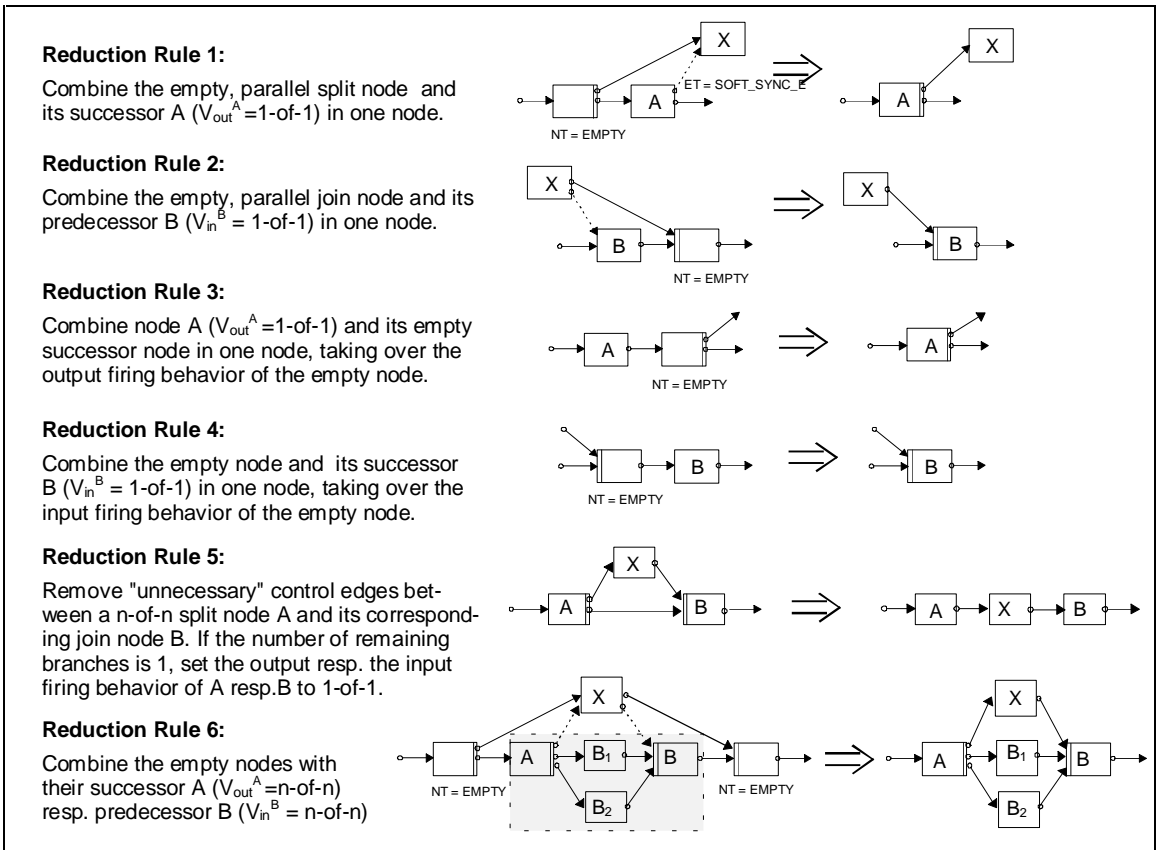 Reduction Rule 1:
Combine the empty, parallel split node and
its successor A (V_out^A =1-of-1) in one node.
X
A
ET = SOFT_SYNC_E
NT = EMPTY
X
A
Reduction Rule 2:
Combine the empty, parallel join node and its
predecessor B (V_in^B = 1-of-1) in one node.
X
B
NT = EMPTY
X
B
Reduction Rule 3:
Combine node A (V_out^A =1-of-1) and its empty
successor node in one node, taking over the
output firing behavior of the empty node.
A
NT = EMPTY
A
Reduction Rule 4:
Combine the empty node and its successor
B (V_in^B = 1-of-1) in one node, taking over the
input firing behavior of the empty node.
B
NT = EMPTY
B
Reduction Rule 5:
Remove "unnecessary" control edges bet-
ween a n-of-n split node A and its correspond-
ing join node B. If the number of remaining
branches is 1, set the output resp. the input
firing behavior of A resp.B to 1-of-1.
X
A
B
A
X
B
Reduction Rule 6:
Combine the empty nodes with
their successor A (V_out^A =n-of-n)
resp. predecessor B (V_in^B = n-of-n)
X
A
B1
B
B2
NT = EMPTY
NT = EMPTY
X
A
B1
B
B2